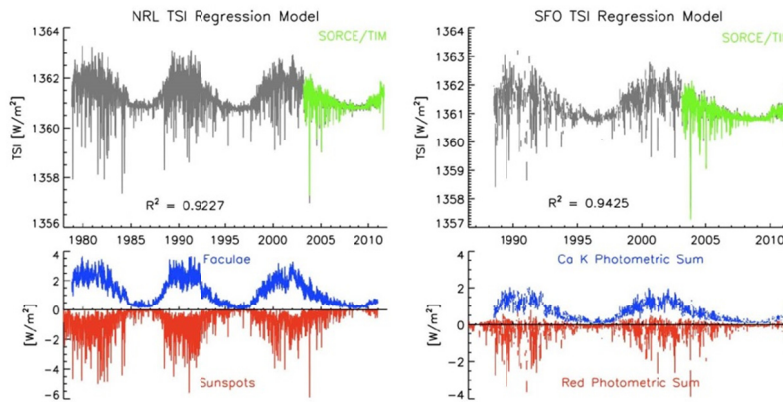 NRL TSI Regression Model
SORCE/TIM
1364
1362
1360
1358
1356
TSI [W/m²]
R² = 0.9227
1980 1985 1990 1995 2000 2005 2010
4
2
0
-2
-4
-6
[W/m²]
Faculae
Sunspots
SFO TSI Regression Model
SORCE/TIM
1364
1363
1362
1361
1360
1359
1358
1357
TSI [W/m²]
R² = 0.9425
1990 1995 2000 2005 2010
4
2
0
-2
4
[W/m²]
Ca K Photometric Sum
Red Photometric Sum